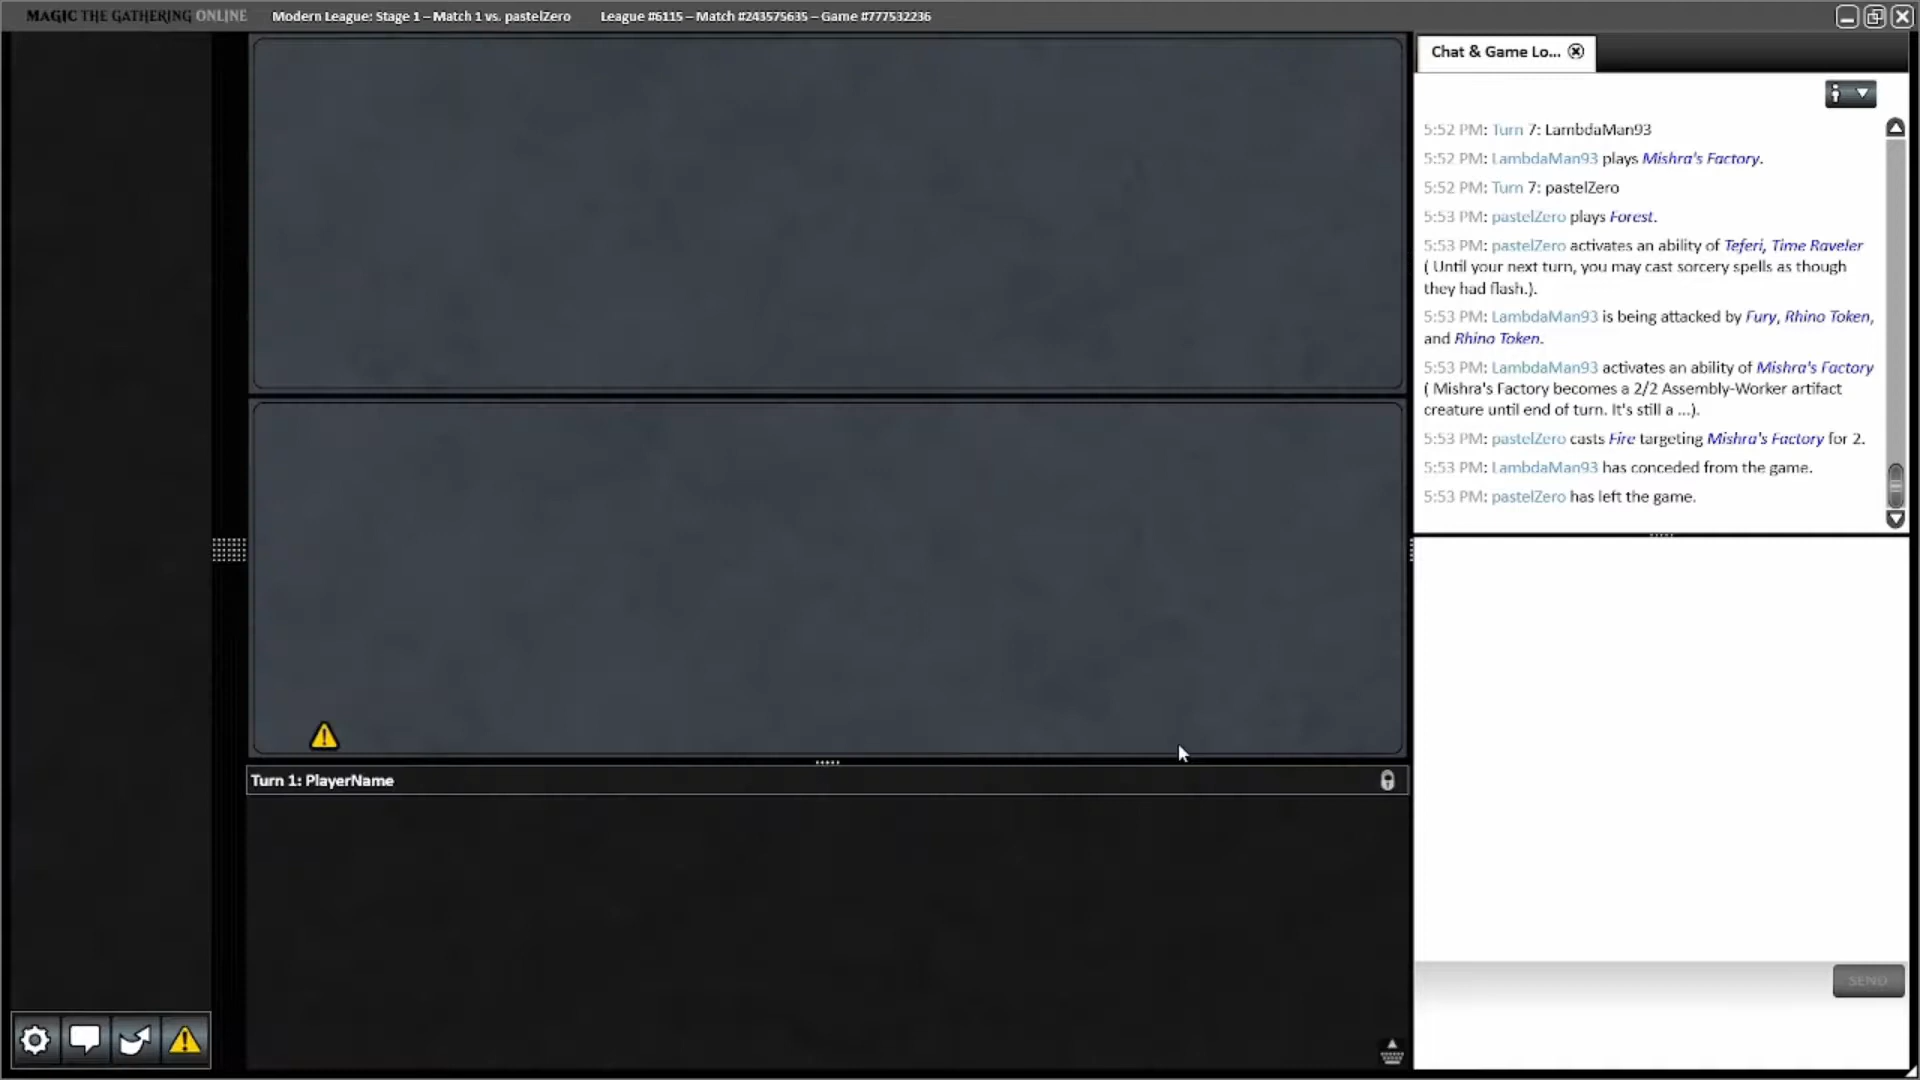 MAGIC THE GATHERING ONLINE
Modern League: Stage 1 – Match 1 vs. pastelZero
League #6115 – Match #243575635 – Game #777532236
Chat & Game Lo...
5:52 PM: Turn 7: LambdaMan93
5:52 PM: LambdaMan93 plays Mishra's Factory.
5:52 PM: Turn 7: pastelZero
5:53 PM: pastelZero plays Forest.
5:53 PM: pastelZero activates an ability of Teferi, Time Raveler
( Until your next turn, you may cast sorcery spells as though
they had flash.).
5:53 PM: LambdaMan93 is being attacked by Fury, Rhino Token,
and Rhino Token.
5:53 PM: LambdaMan93 activates an ability of Mishra's Factory
( Mishra's Factory becomes a 2/2 Assembly-Worker artifact
creature until end of turn. It's still a ...).
5:53 PM: pastelZero casts Fire targeting Mishra's Factory for 2.
5:53 PM: LambdaMan93 has conceded from the game.
5:53 PM: pastelZero has left the game.
Turn 1: PlayerName
SEND